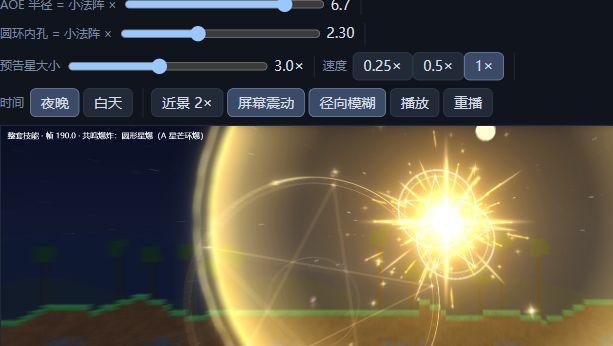 AOE 半径 = 小法阵 × 6.7
圆环内孔 = 小法阵 × 2.30
预告星大小 3.0× 速度 0.25× 0.5× 1×
时间 夜晚 白天 近景 2× 屏幕震动 径向模糊 播放 重播
整套技能 · 帧 190.0 · 共鸣爆炸：圆形星爆（A 星芒环爆）